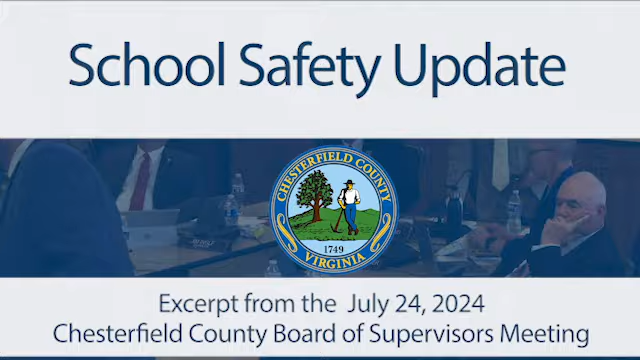 School Safety Update
CHESTERFIELD COUNTY
1749
VIRGINIA
Excerpt from the July 24, 2024
Chesterfield County Board of Supervisors Meeting